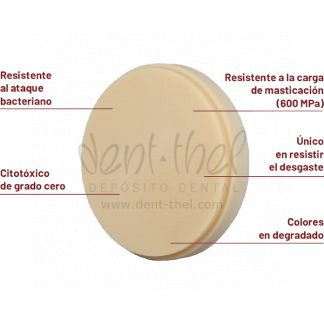 Resistente
al ataque
bacteriano
Resistente a la carga
de masticación
(600 MPa)
Único
en resistir
el desgaste
Citotóxico
de grado cero
Colores
en degradado
dent·thel
DEPÓSITO DENTAL
www.dent-thel.com